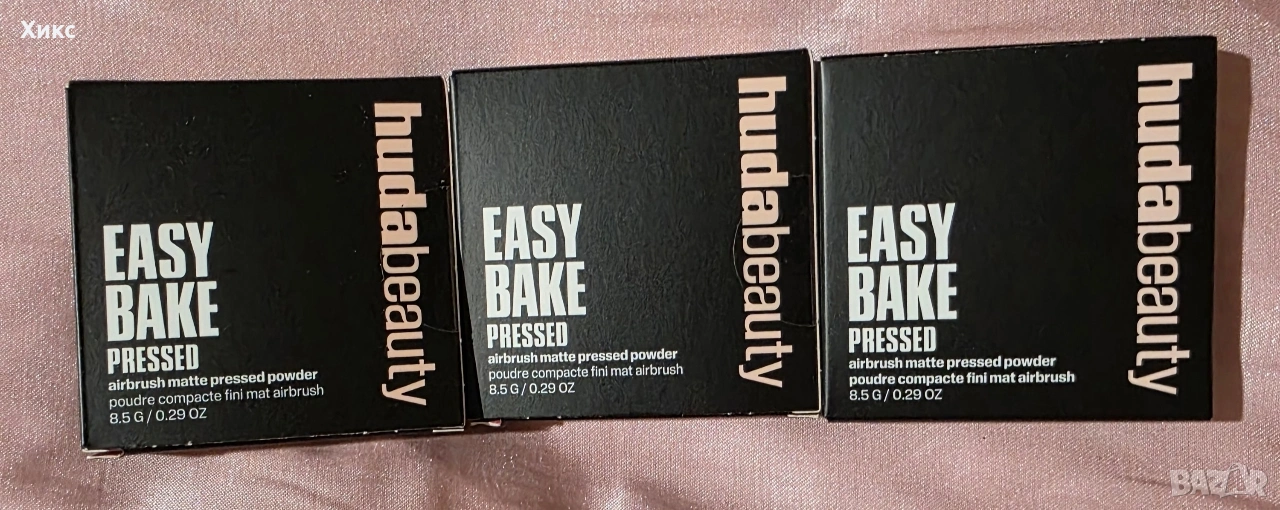 Хикс
hudabeauty
EASY
BAKE
PRESSED
airbrush matte pressed powder
poudre compacte fini mat airbrush
8.5 G / 0.29 OZ
hudabeauty
EASY
BAKE
PRESSED
airbrush matte pressed powder
poudre compacte fini mat airbrush
8.5 G / 0.29 OZ
hudabeauty
EASY
BAKE
PRESSED
airbrush matte pressed powder
poudre compacte fini mat airbrush
8.5 G / 0.29 OZ
BAZAR